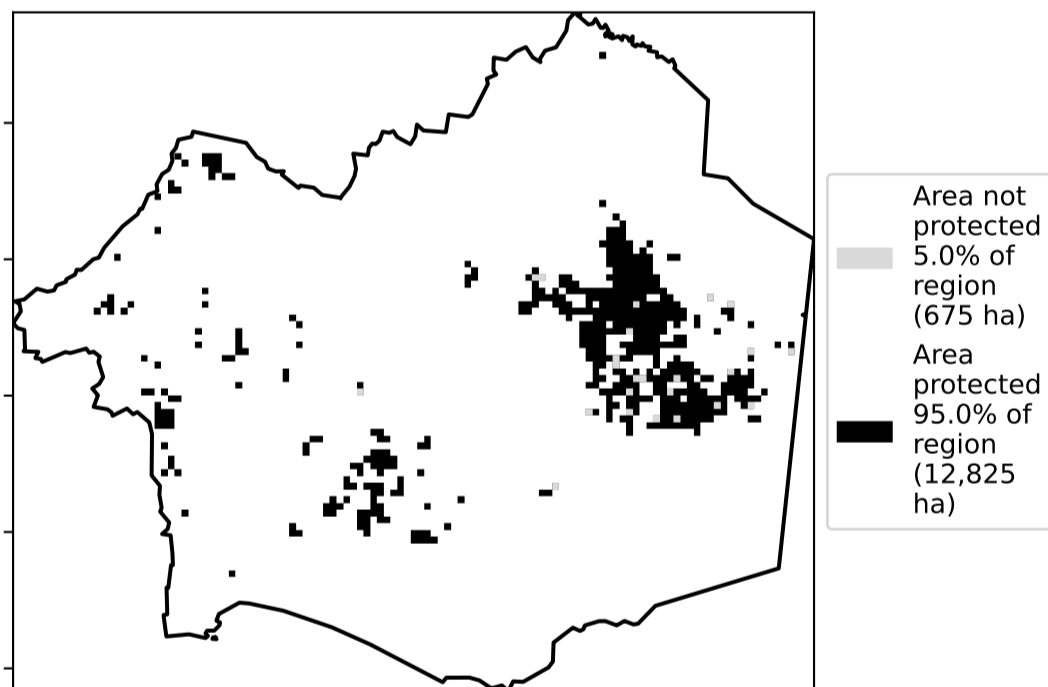 Area not
protected
5.0% of
region
(675 ha)
Area
protected
95.0% of
region
(12,825
ha)